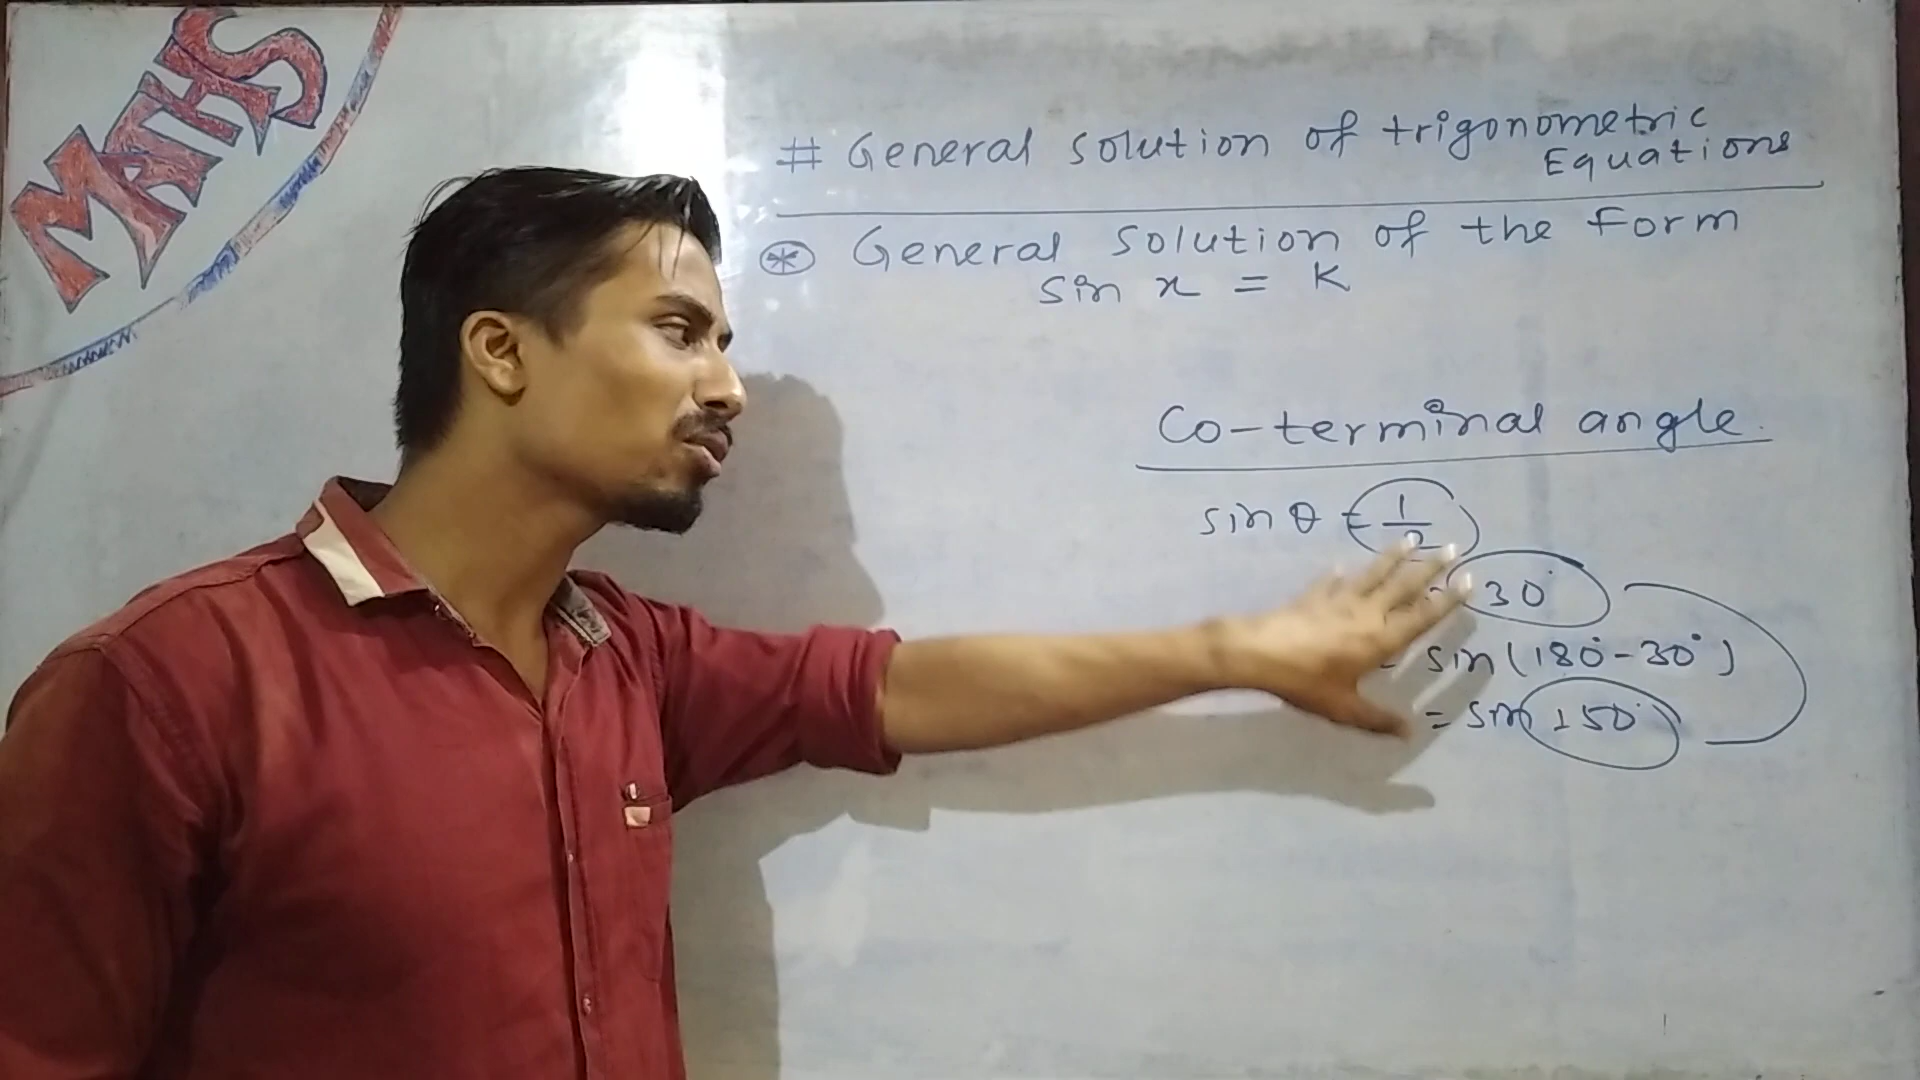 MATHS
# General solution of trigonometric
Equations
* General solution of the form
sin x = K
Co-terminal angle.
sin θ = 1/2
30°
= sin(180°-30°)
= sin 150°